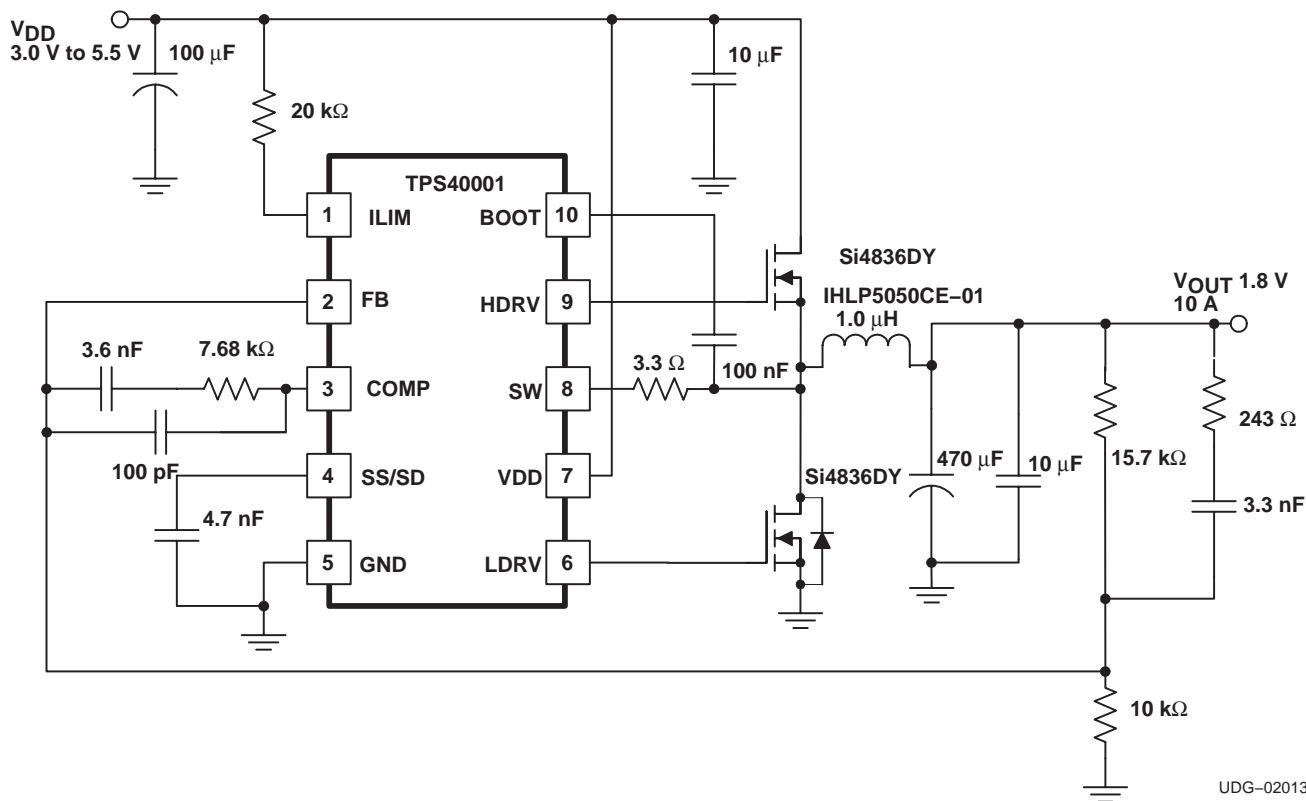 VDD
3.0 V to 5.5 V
100 μF
20 kΩ
10 μF
TPS40001
1 ILIM
BOOT 10
2 FB
HDRV 9
3 COMP
SW 8
4 SS/SD
VDD 7
5 GND
LDRV 6
3.6 nF
7.68 kΩ
100 pF
4.7 nF
3.3 Ω
100 nF
Si4836DY
IHLP5050CE–01
1.0 μH
VOUT 1.8 V
10 A
Si4836DY
470 μF
10 μF
15.7 kΩ
243 Ω
3.3 nF
10 kΩ
UDG–02013